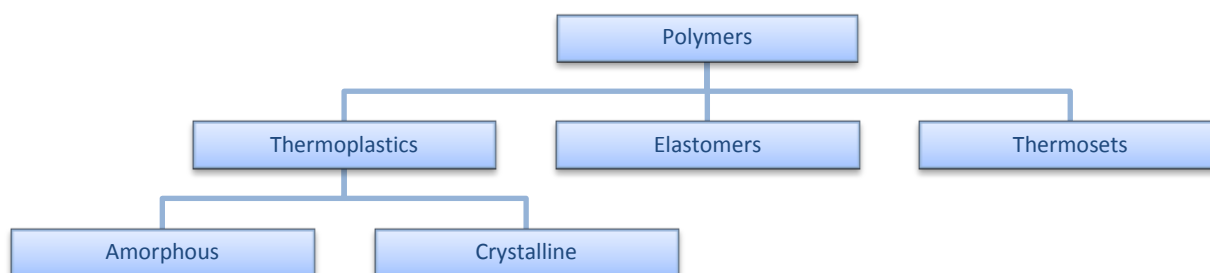 Polymers
Thermoplastics
Elastomers
Thermosets
Amorphous
Crystalline